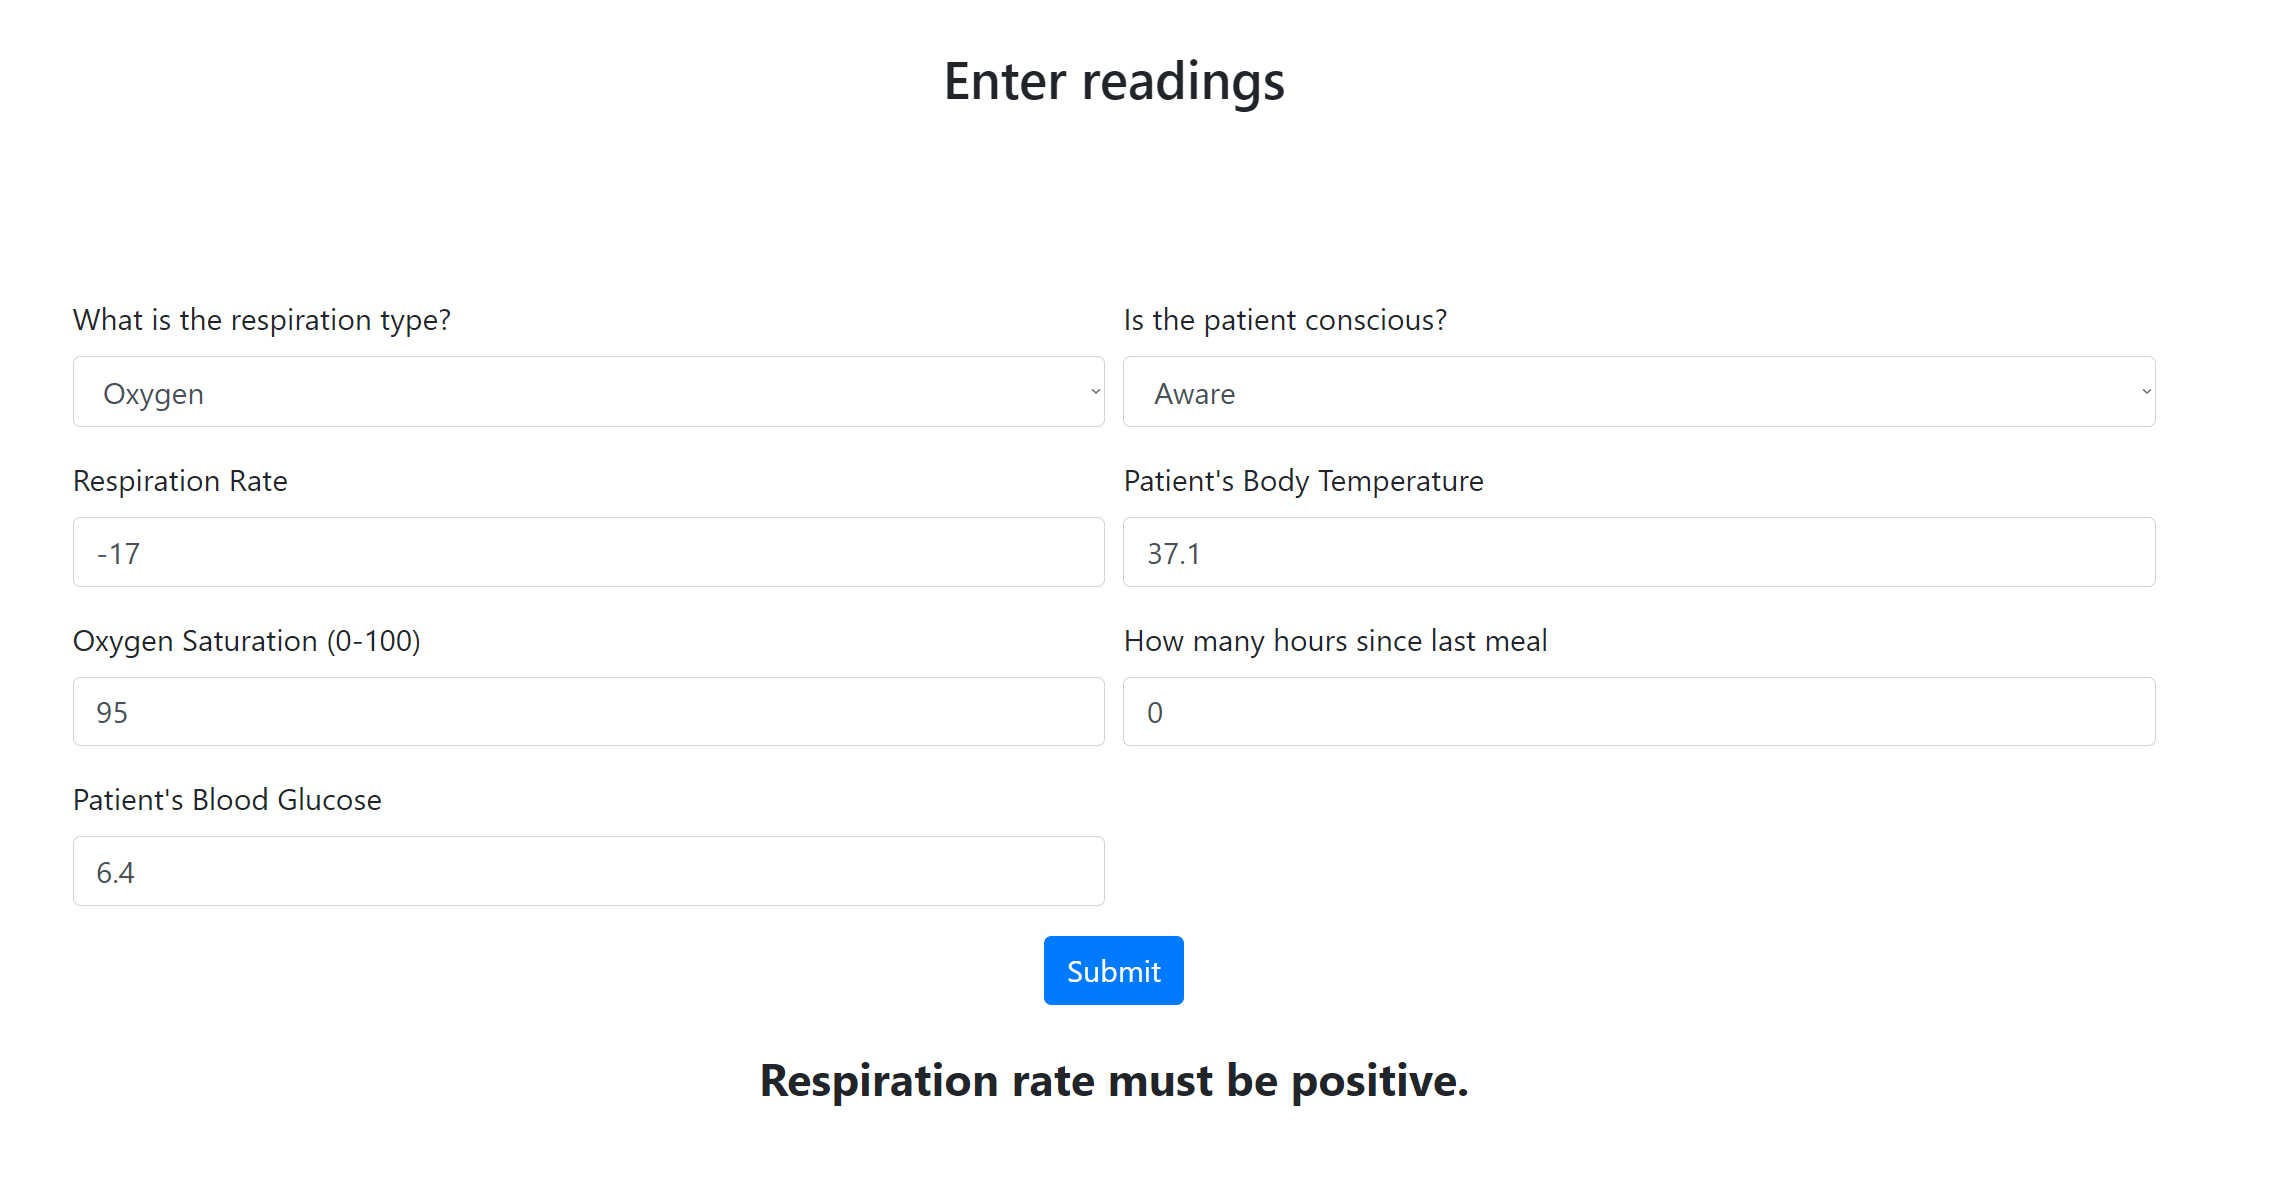 Enter readings
What is the respiration type?
Is the patient conscious?
Oxygen
Aware
Respiration Rate
Patient's Body Temperature
-17
37.1
Oxygen Saturation (0-100)
How many hours since last meal
95
0
Patient's Blood Glucose
6.4
Submit
Respiration rate must be positive.